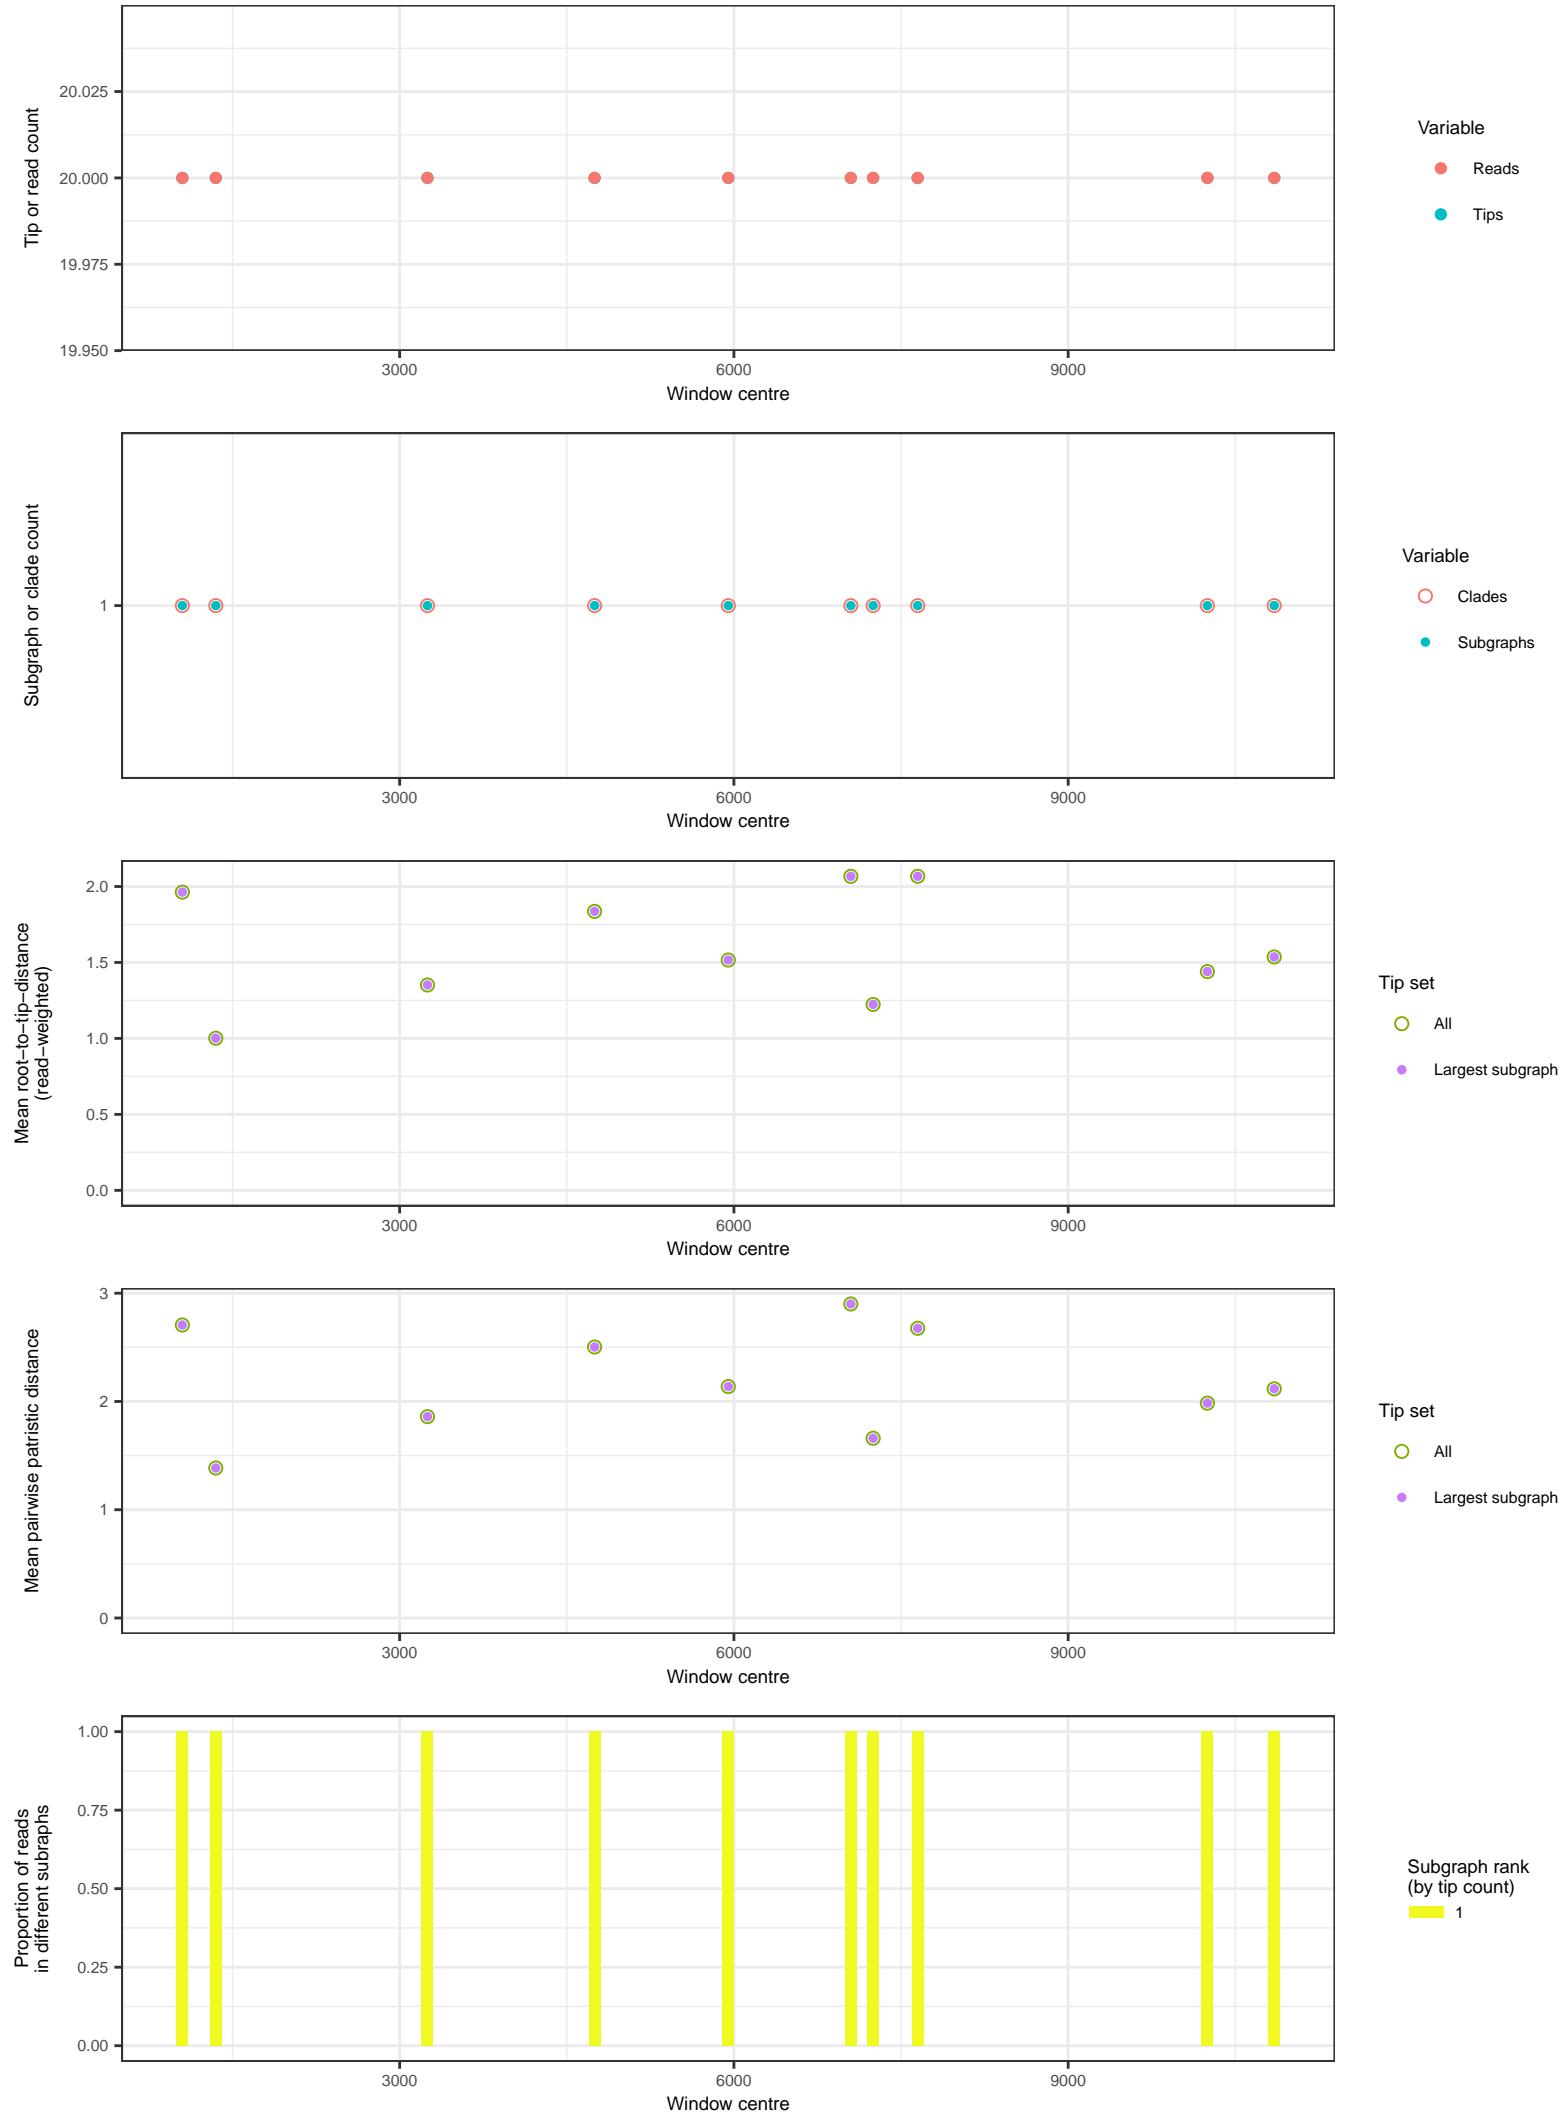 20.025
20.000
19.975
19.950
Tip or read count
3000 6000 9000
Window centre
Variable
Reads
Tips
1
Subgraph or clade count
3000 6000 9000
Window centre
Variable
Clades
Subgraphs
2.0
1.5
1.0
0.5
0.0
Mean root−to−tip−distance
(read−weighted)
3000 6000 9000
Window centre
Tip set
All
Largest subgraph
3
2
1
0
Mean pairwise patristic distance
3000 6000 9000
Window centre
Tip set
All
Largest subgraph
1.00
0.75
0.50
0.25
0.00
Proportion of reads
in different subraphs
3000 6000 9000
Window centre
Subgraph rank
(by tip count)
1